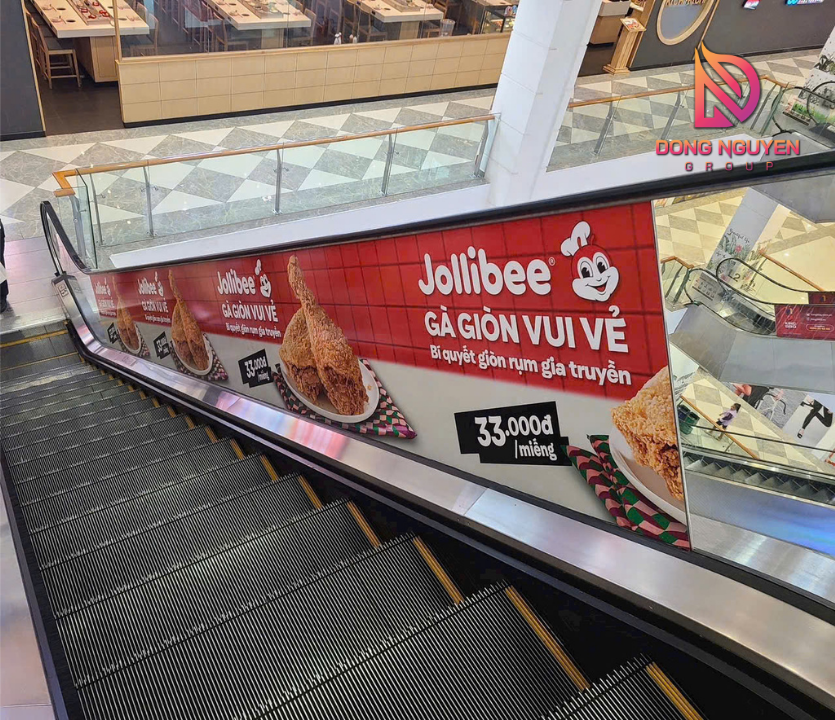 DONG NGUYEN
GROUP
Jollibee®
GÀ GIÒN VUI VẺ
Bí quyết giòn rụm gia truyền
33.000đ
/miếng
Jollibee
GÀ GIÒN VUI VẺ
Bí quyết giòn rụm gia truyền
33.000đ
/miếng
Jollibee
GÀ GIÒN VUI VẺ